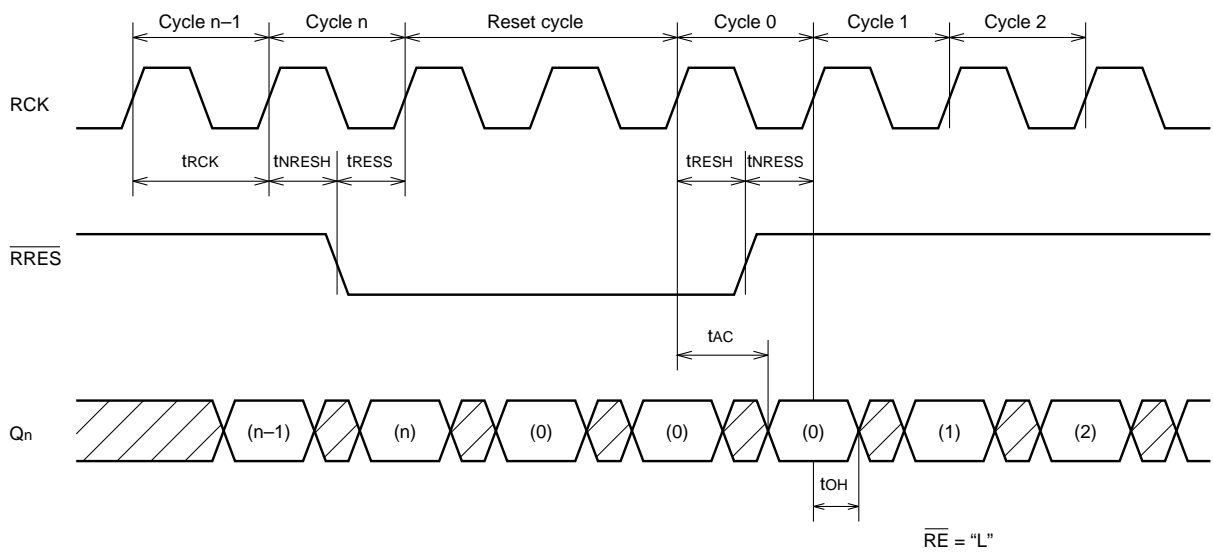 Cycle n–1 Cycle n Reset cycle Cycle 0 Cycle 1 Cycle 2
RCK
tRCK tNRESH tRESS tRESH tNRESS
RRES
tAC
Qn (n–1) (n) (0) (0) (0) (1) (2)
tOH
RE = “L”